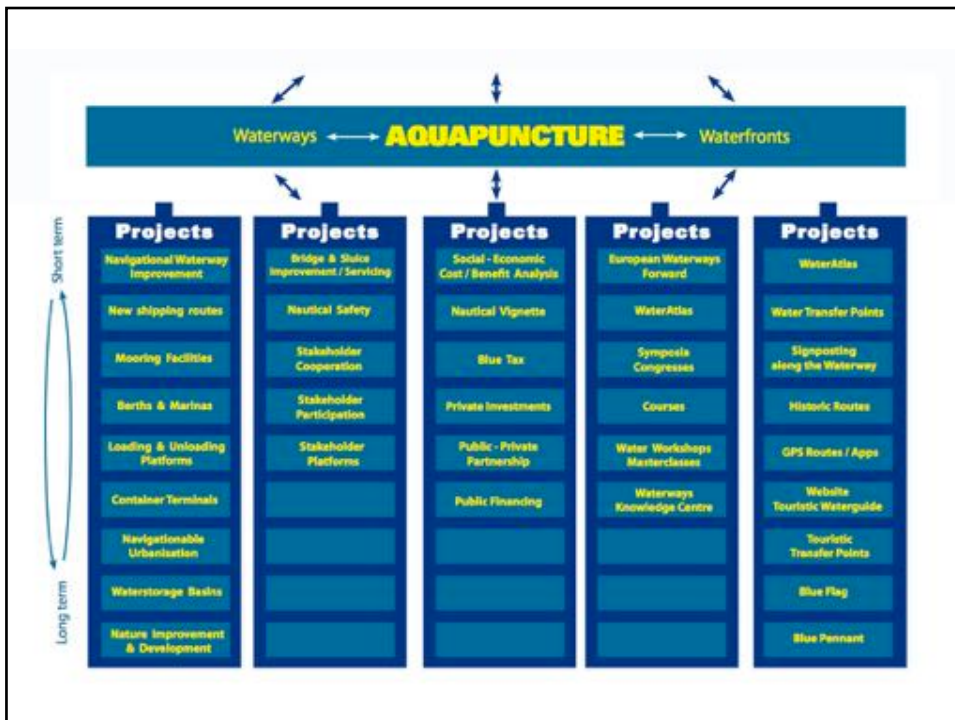 Waterways AQUAPUNCTURE Waterfronts
Short term
Long term
Projects
Navigational Waterway
Improvement
New shipping routes
Mooring Facilities
Berths & Marinas
Loading & Unloading
Platforms
Container Terminals
Navigationable
Urbanisation
Waterstorage Basins
Nature Improvement
& Development
Projects
Bridge & Sluice
Improvement / Servicing
Nautical Safety
Stakeholder
Cooperation
Stakeholder
Participation
Stakeholder
Platforms
Projects
Social - Economic
Cost / Benefit Analysis
Nautical Vignette
Blue Tax
Private Investments
Public - Private
Partnership
Public Financing
Projects
European Waterways
Forward
WaterAtlas
Symposia
Congresses
Courses
Water Workshops
Masterclasses
Waterways
Knowledge Centre
Projects
WaterAtlas
Water Transfer Points
Signposting
along the Waterway
Historic Routes
GPS Routes / Apps
Website
Touristic Waterguide
Touristic
Transfer Points
Blue Flag
Blue Pennant